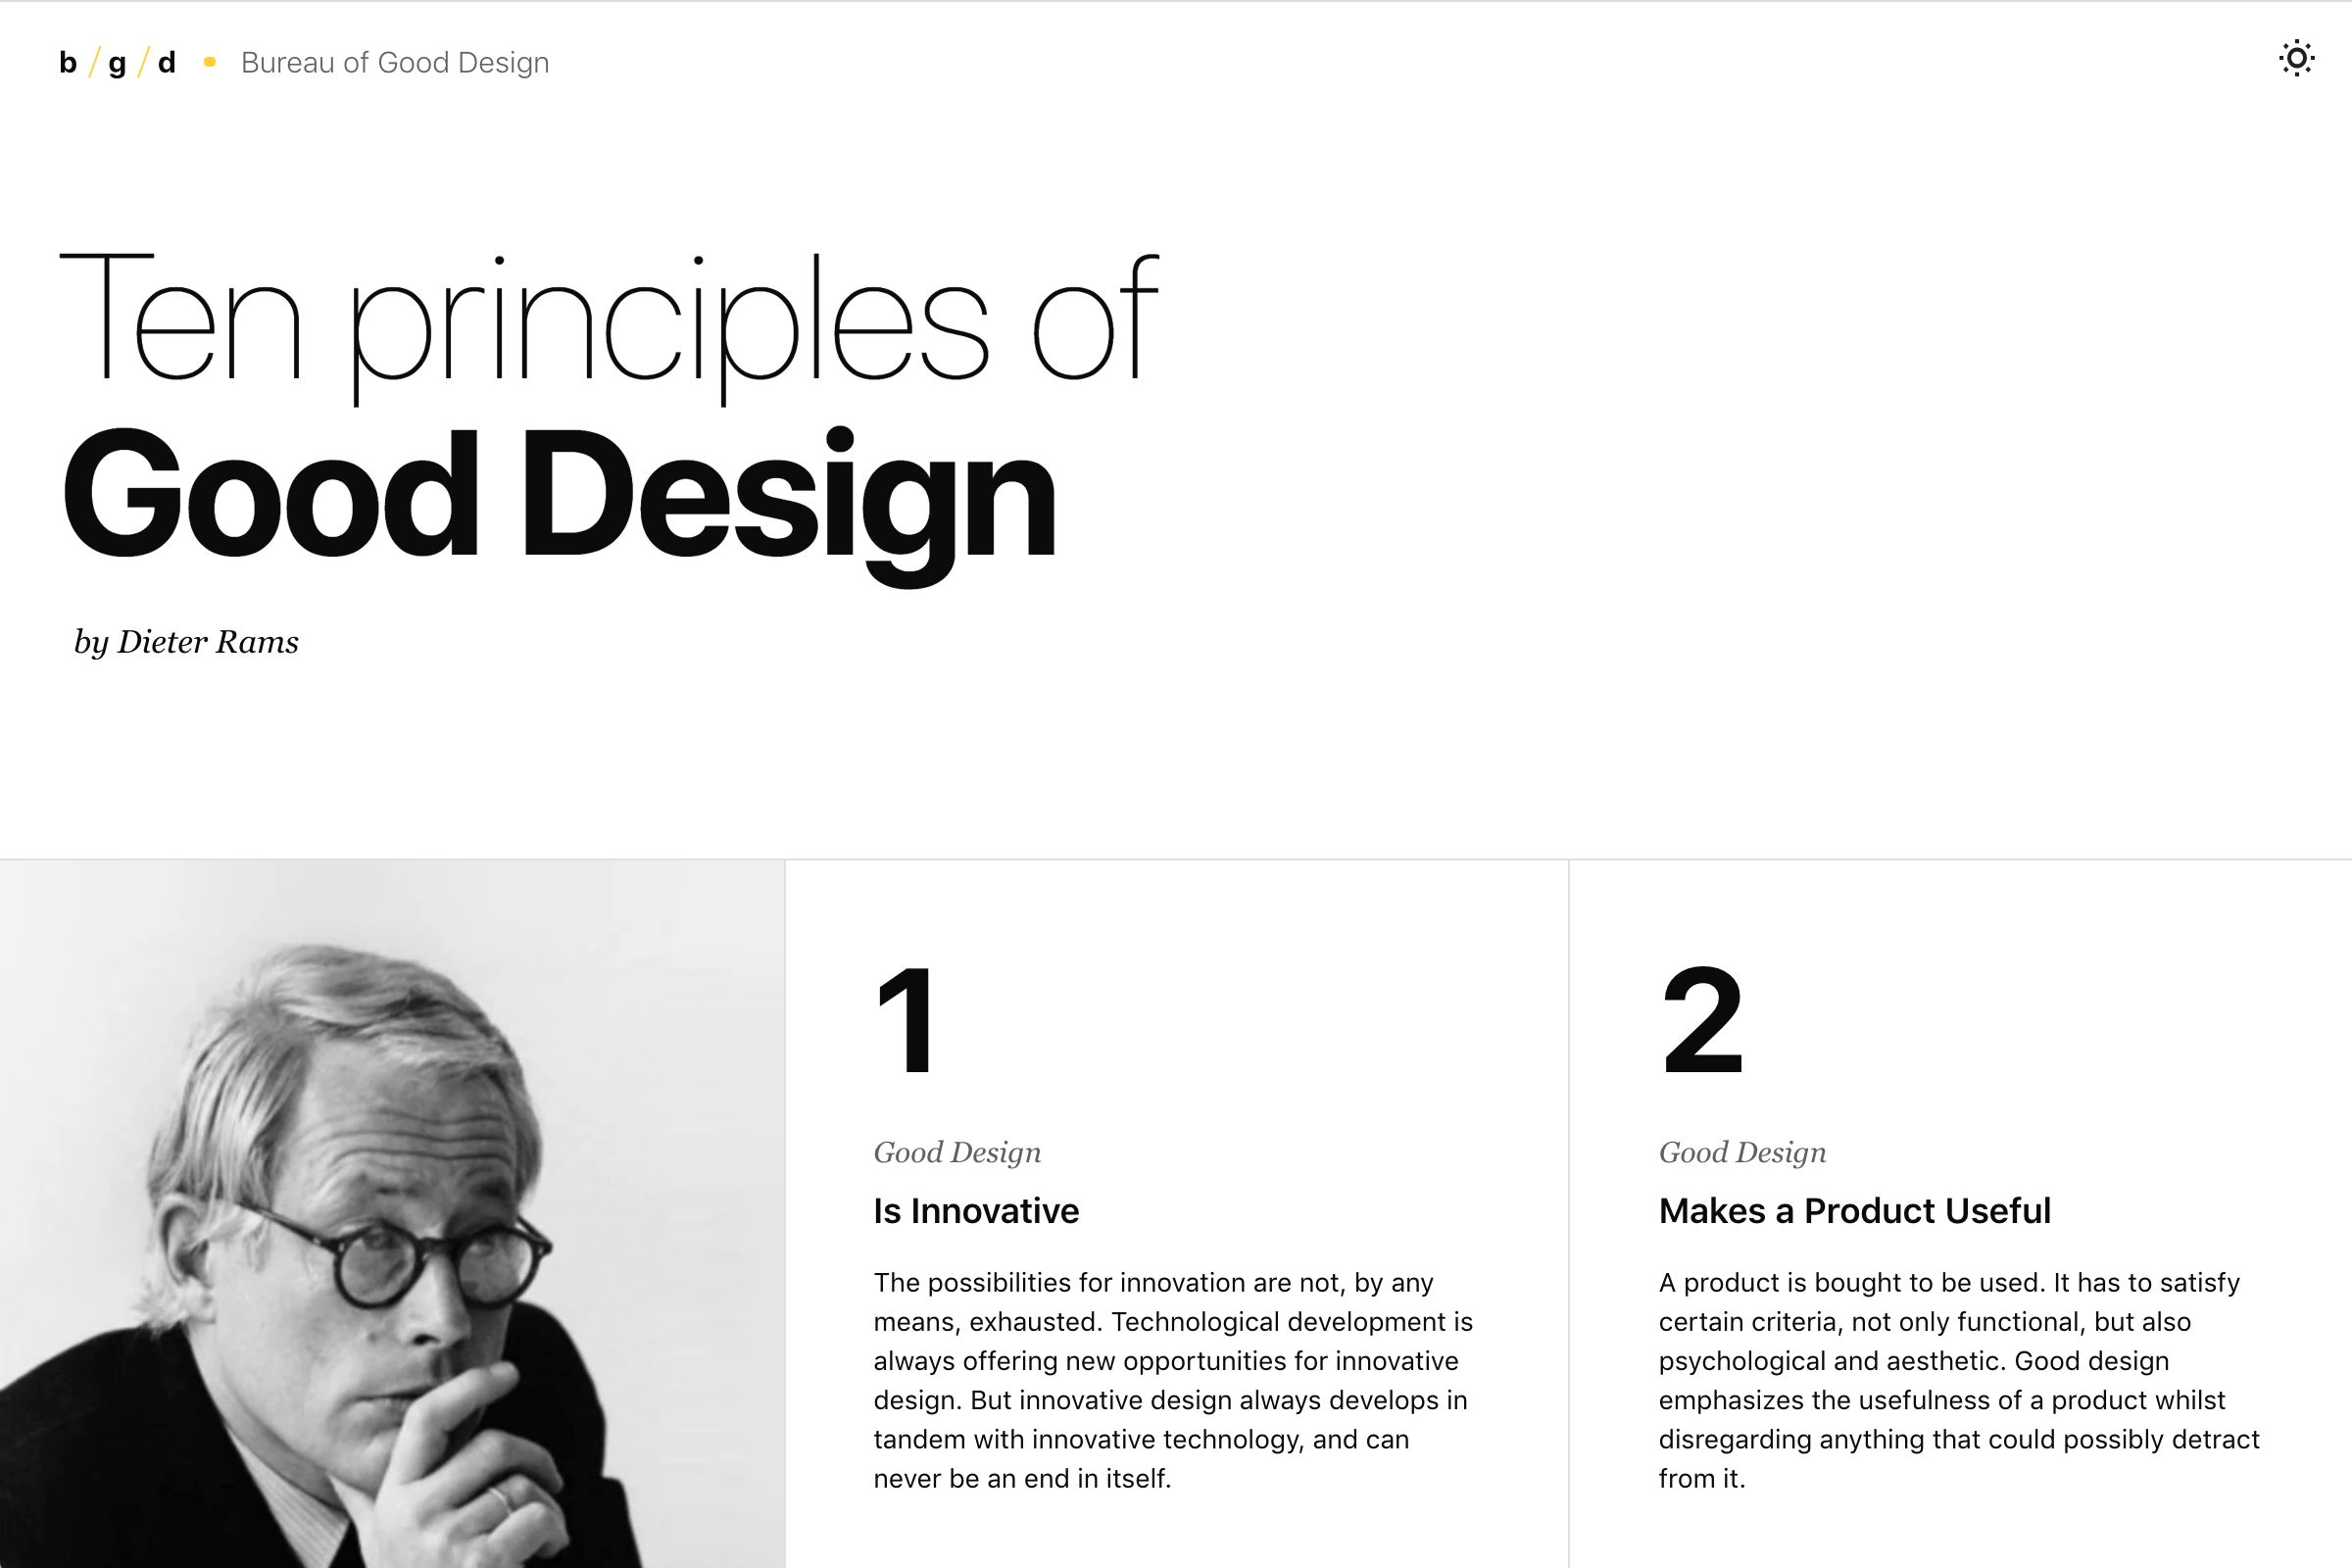 b / g / d • Bureau of Good Design
Ten principles of
Good Design
by Dieter Rams
1
Good Design
Is Innovative
The possibilities for innovation are not, by any
means, exhausted. Technological development is
always offering new opportunities for innovative
design. But innovative design always develops in
tandem with innovative technology, and can
never be an end in itself.
2
Good Design
Makes a Product Useful
A product is bought to be used. It has to satisfy
certain criteria, not only functional, but also
psychological and aesthetic. Good design
emphasizes the usefulness of a product whilst
disregarding anything that could possibly detract
from it.